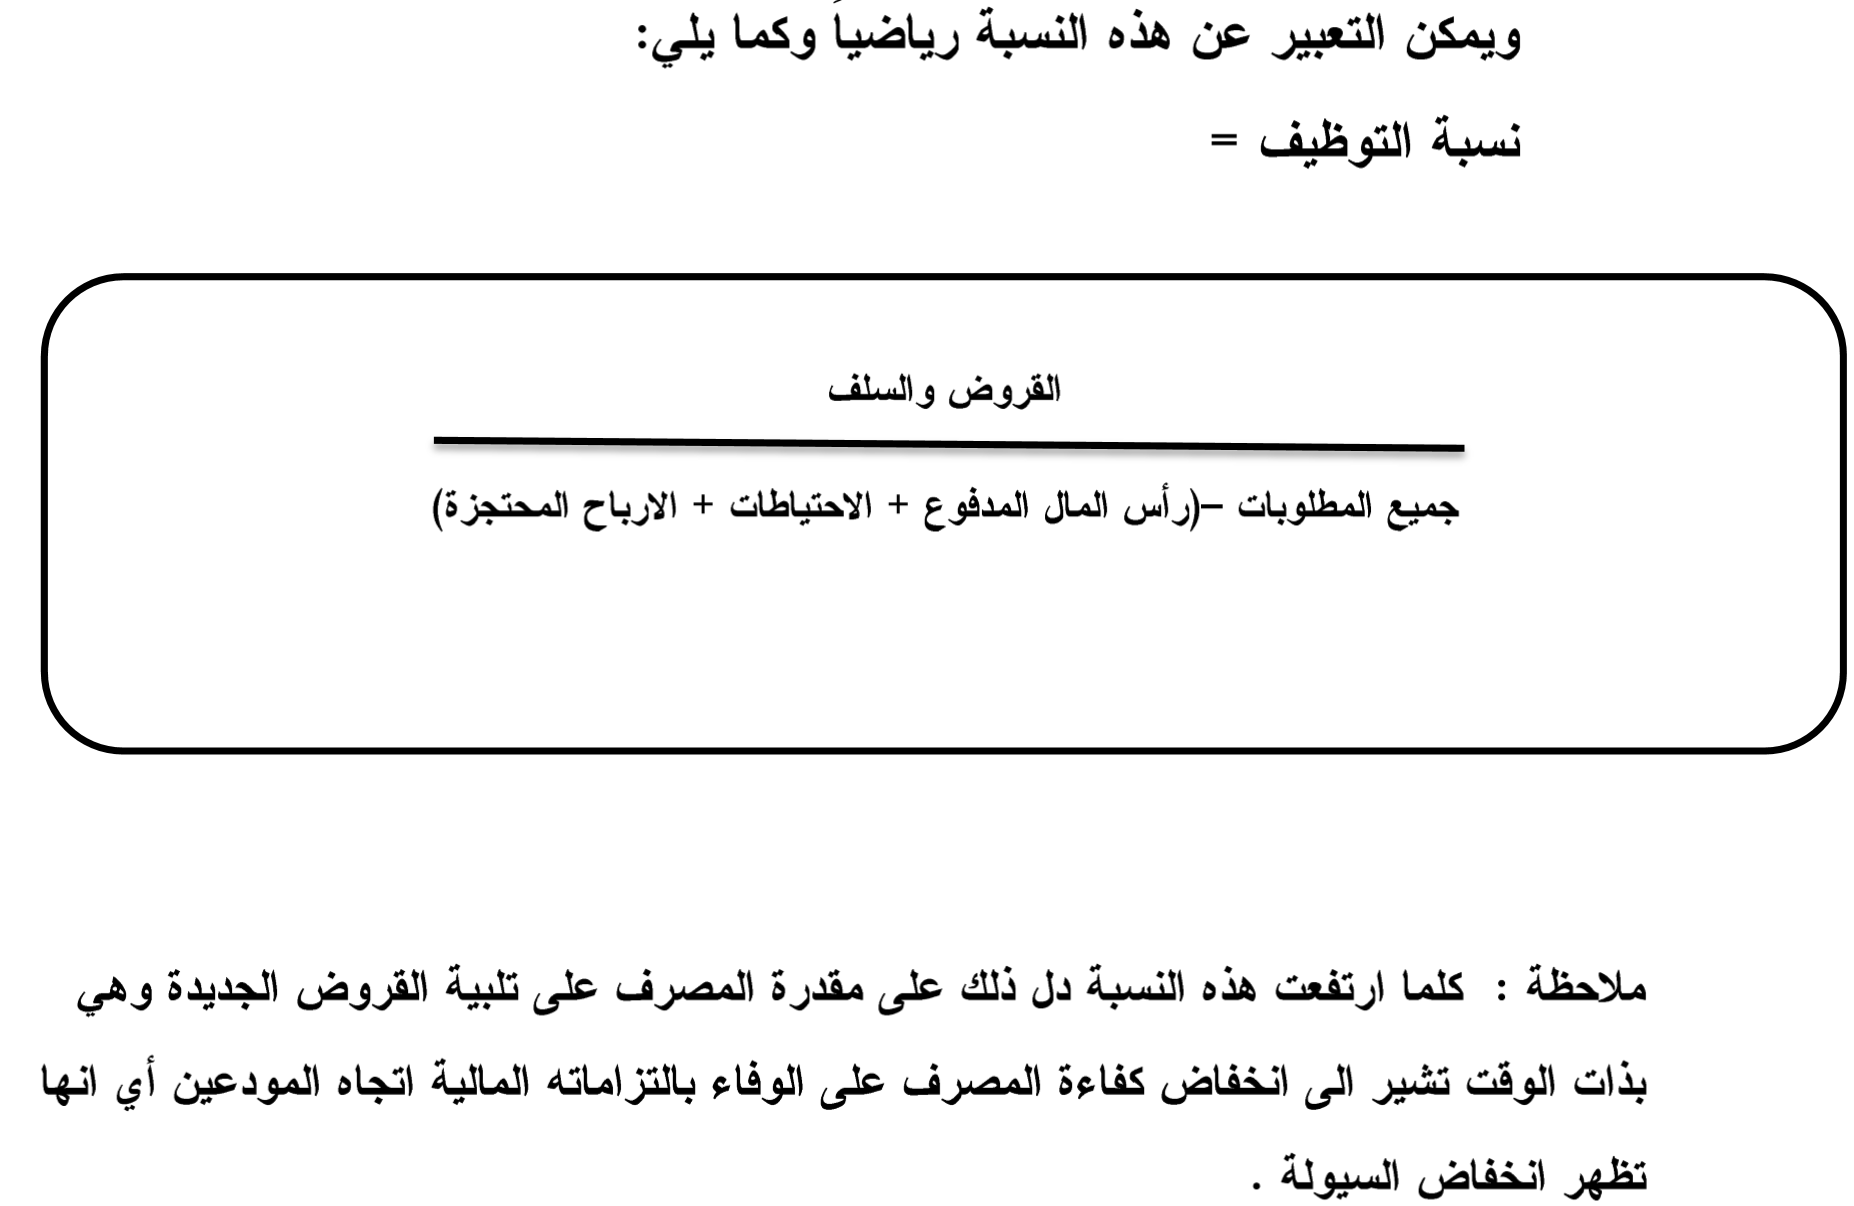 ويمكن التعبير عن هذه النسبة رياضياً وكما يلي:
نسبة التوظيف =
القروض والسلف
جميع المطلوبات –(رأس المال المدفوع + الاحتياطات + الارباح المحتجزة)
ملاحظة : كلما ارتفعت هذه النسبة دل ذلك على مقدرة المصرف على تلبية القروض الجديدة وهي
بذات الوقت تشير الى انخفاض كفاءة المصرف على الوفاء بالتزاماته المالية اتجاه المودعين أي انها
تظهر انخفاض السيولة .